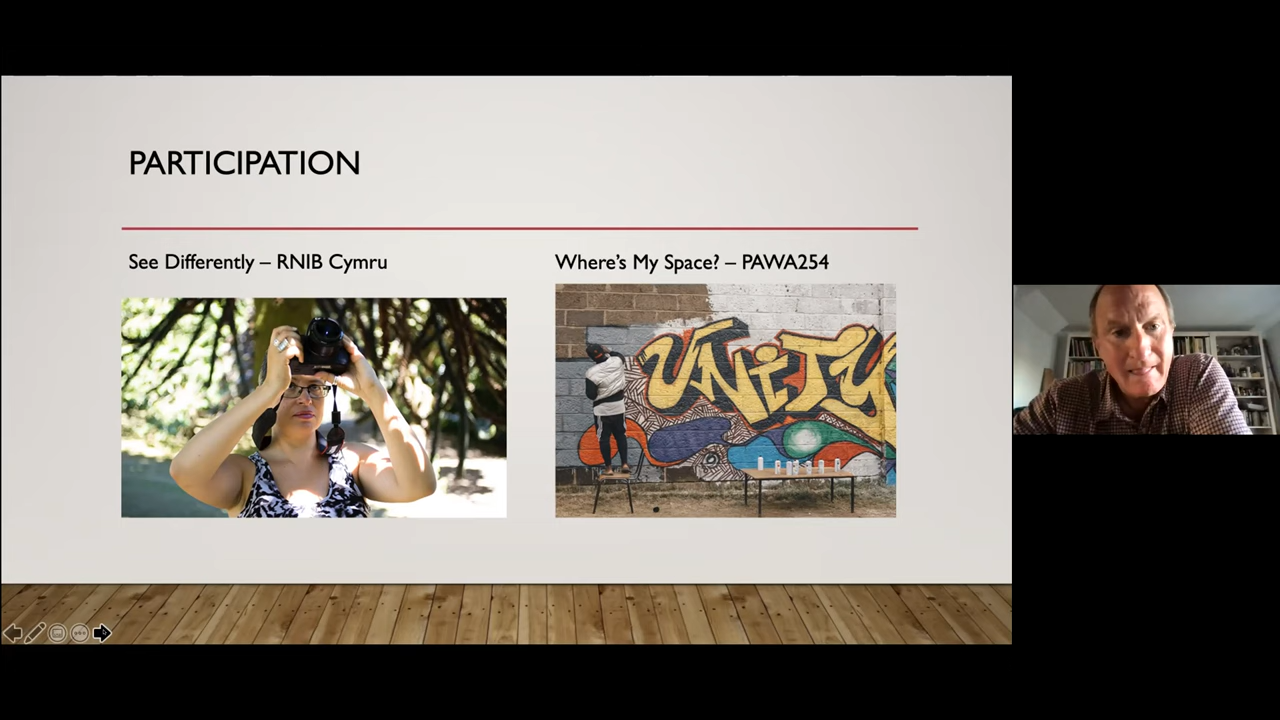 PARTICIPATION
See Differently – RNIB Cymru
Where's My Space? – PAWA254
UNiTY